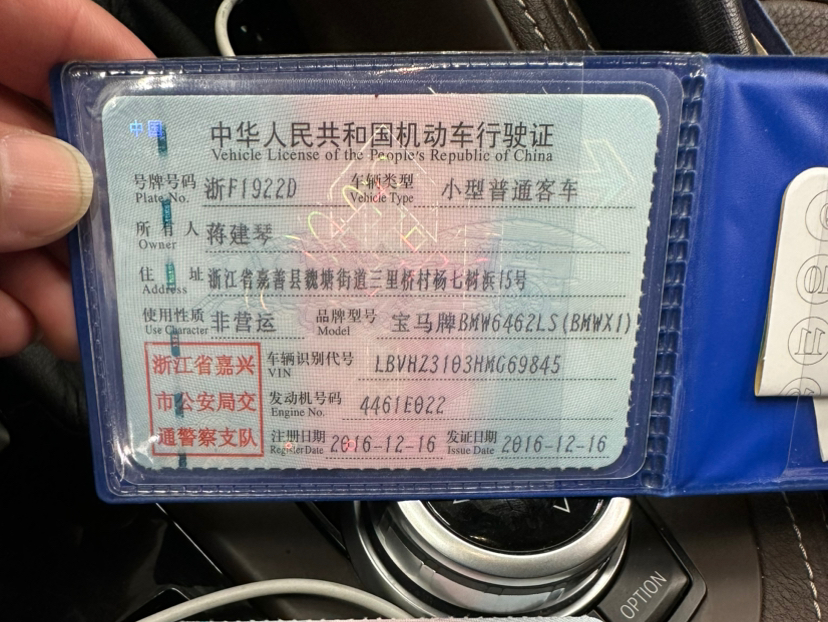 中国
中华人民共和国机动车行驶证
Vehicle License of the People's Republic of China
号牌号码 浙F1922D 车辆类型 小型普通客车
Plate No. Vehicle Type
所有人 蒋建琴
Owner
住址 浙江省嘉善县魏塘街道三里桥村杨七树浜15号
Address
使用性质 非营运 品牌型号 宝马牌BMW6462LS(BMWX1)
Use Character Model
浙江省嘉兴
市公安局交
通警察支队
车辆识别代号 LBVHZ3103HMG69845
VIN
发动机号码 4461E022
Engine No.
注册日期 2016-12-16 发证日期 2016-12-16
Register Date Issue Date
10
11
OPTION